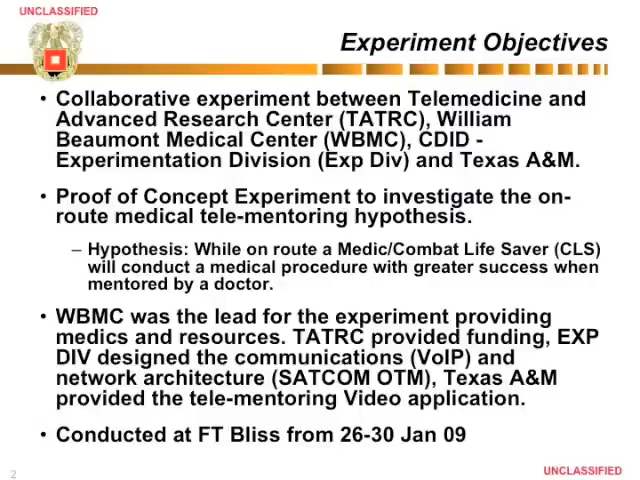 UNCLASSIFIED
Experiment Objectives
• Collaborative experiment between Telemedicine and
Advanced Research Center (TATRC), William
Beaumont Medical Center (WBMC), CDID -
Experimentation Division (Exp Div) and Texas A&M.
• Proof of Concept Experiment to investigate the on-
route medical tele-mentoring hypothesis.
– Hypothesis: While on route a Medic/Combat Life Saver (CLS)
will conduct a medical procedure with greater success when
mentored by a doctor.
• WBMC was the lead for the experiment providing
medics and resources. TATRC provided funding, EXP
DIV designed the communications (VoIP) and
network architecture (SATCOM OTM), Texas A&M
provided the tele-mentoring Video application.
• Conducted at FT Bliss from 26-30 Jan 09
2
UNCLASSIFIED